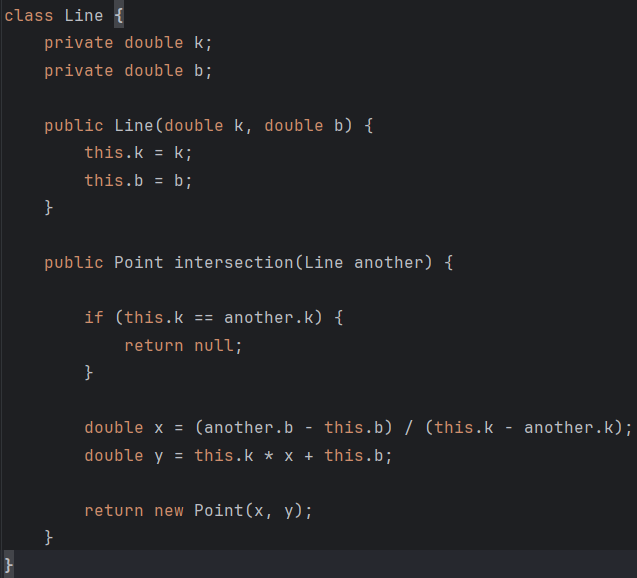 class Line {
    private double k;
    private double b;

    public Line(double k, double b) {
        this.k = k;
        this.b = b;
    }

    public Point intersection(Line another) {

        if (this.k == another.k) {
            return null;
        }

        double x = (another.b - this.b) / (this.k - another.k);
        double y = this.k * x + this.b;

        return new Point(x, y);
    }
}